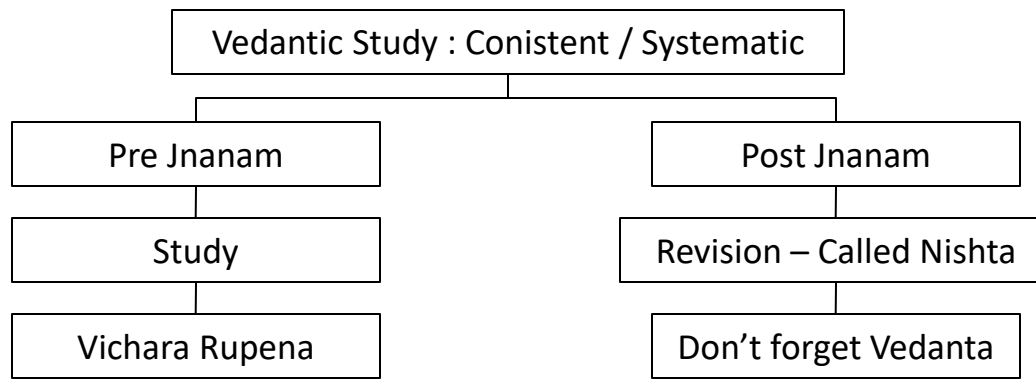 Vedantic Study : Conistent / Systematic
Pre Jnanam
Post Jnanam
Study
Revision – Called Nishta
Vichara Rupena
Don’t forget Vedanta